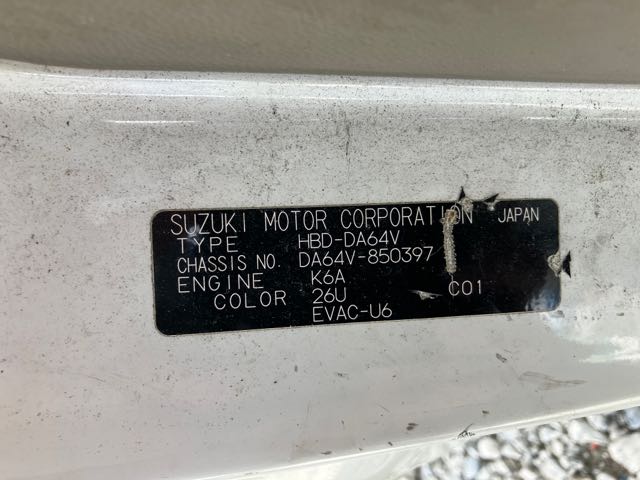 SUZUKI MOTOR CORPORATION JAPAN
TYPE HBD-DA64V
CHASSIS NO. DA64V-850397
ENGINE K6A
COLOR 26U C01
EVAC-U6